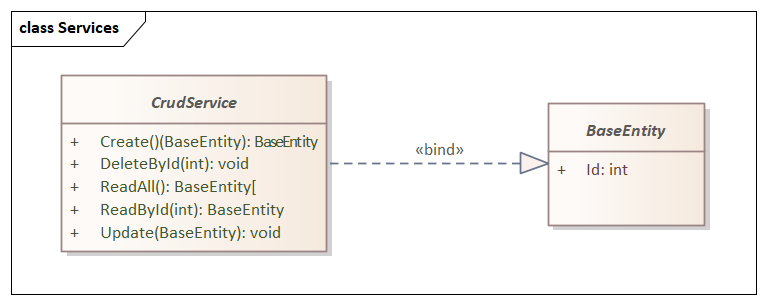 class Services
CrudService
+ Create()(BaseEntity): BaseEntity
+ DeleteById(int): void
+ ReadAll(): BaseEntity[
+ ReadById(int): BaseEntity
+ Update(BaseEntity): void
«bind»
BaseEntity
+ Id: int